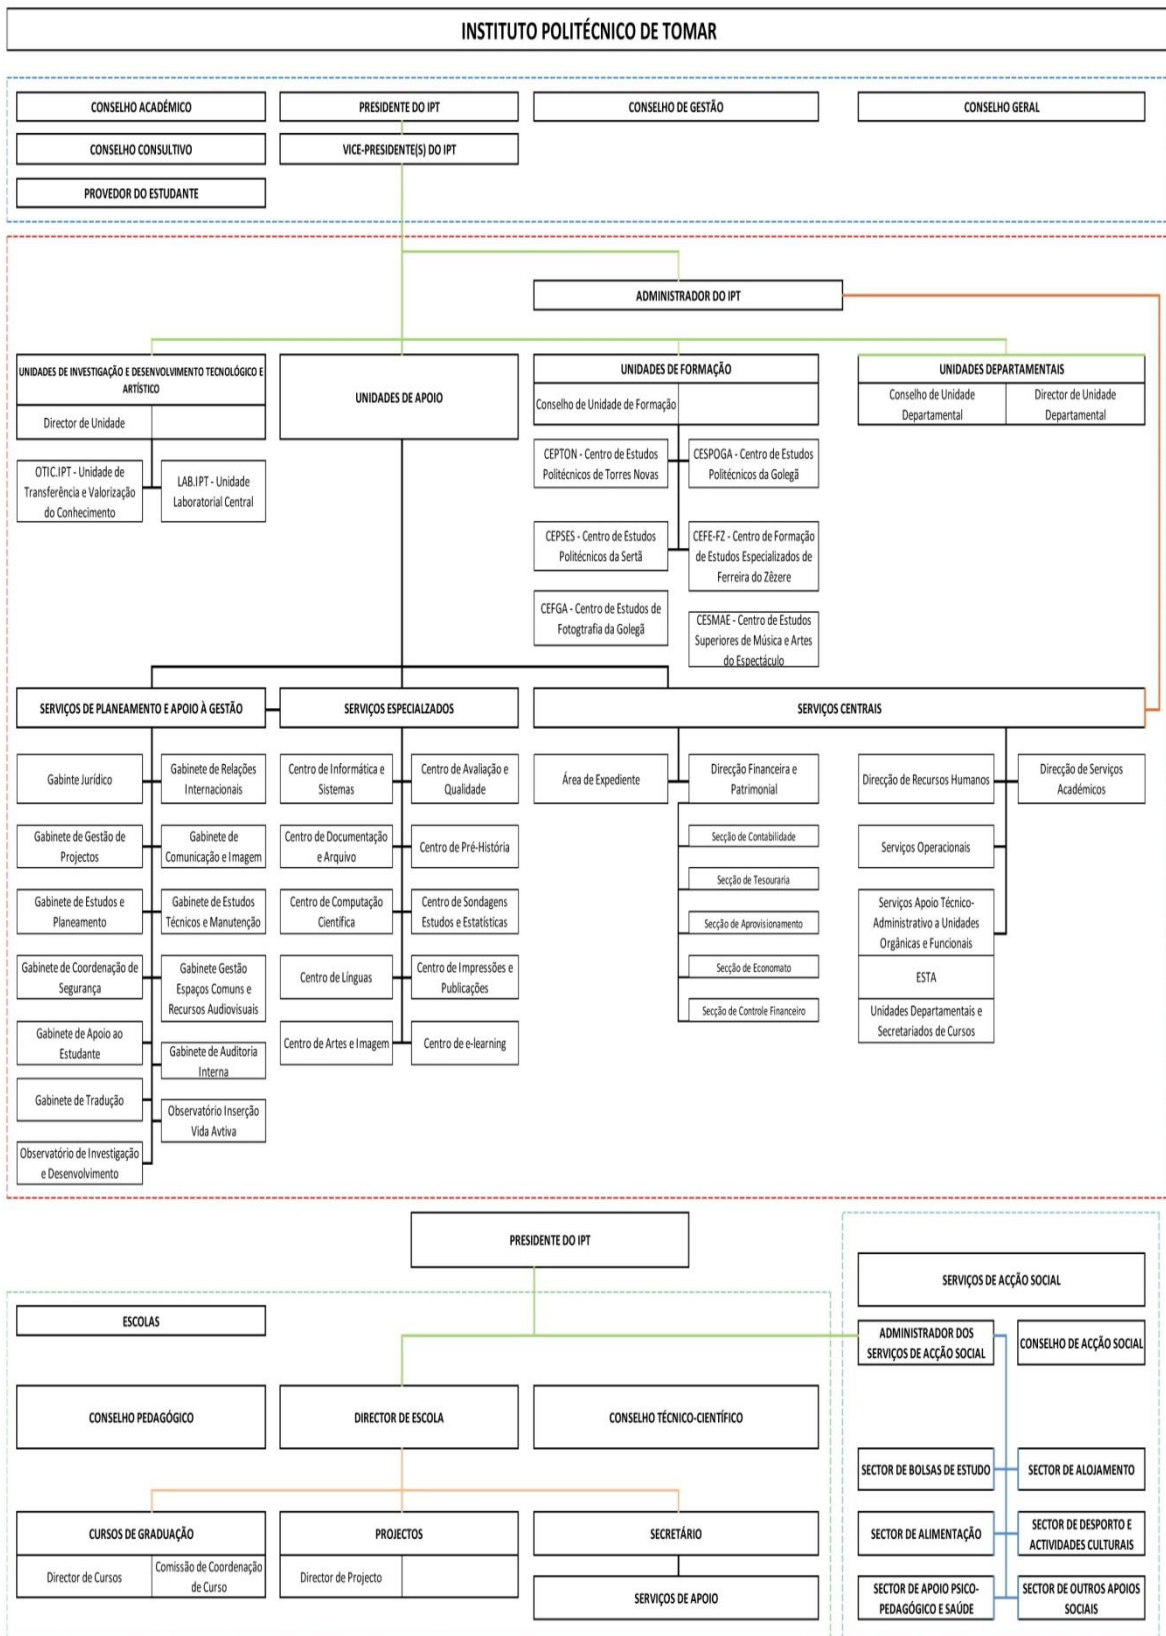 INSTITUTO POLITÉCNICO DE TOMAR
CONSELHO ACADÉMICO
PRESIDENTE DO IPT
CONSELHO DE GESTÃO
CONSELHO GERAL
CONSELHO CONSULTIVO
VICE-PRESIDENTE(S) DO IPT
PROVEDOR DO ESTUDANTE
ADMINISTRADOR DO IPT
UNIDADES DE INVESTIGAÇÃO E DESENVOLVIMENTO TECNOLÓGICO E
ARTÍSTICO
Director de Unidade
UNIDADES DE APOIO
UNIDADES DE FORMAÇÃO
Conselho de Unidade de Formação
UNIDADES DEPARTAMENTAIS
Conselho de Unidade
Departamental
Director de Unidade
Departamental
OTIC.IPT - Unidade de
Transferência e Valorização
do Conhecimento
LAB.IPT - Unidade
Laboratorial Central
CEPTON - Centro de Estudos
Politécnicos de Torres Novas
CESPOGA - Centro de Estudos
Politécnicos da Golegã
CEPSES - Centro de Estudos
Politécnicos da Sertã
CEFE-FZ - Centro de Formação
de Estudos Especializados de
Ferreira do Zêzere
CEFGA - Centro de Estudos de
Fotogtrafia da Golegã
CESMAE - Centro de Estudos
Superiores de Música e Artes
do Espectáculo
SERVIÇOS DE PLANEAMENTO E APOIO À GESTÃO
SERVIÇOS ESPECIALZADOS
SERVIÇOS CENTRAIS
Gabinte Jurídico
Gabinete de Relações
Internacionais
Centro de Informática e
Sistemas
Centro de Avaliação e
Qualidade
Área de Expediente
Direcção Financeira e
Patrimonial
Direcção de Recursos Humanos
Direcção de Serviços
Académicos
Gabinete de Gestão de
Projectos
Gabinete de
Comunicação e Imagem
Centro de Documentação
e Arquivo
Centro de Pré-História
Secção de Contabilidade
Serviços Operacionais
Secção de Tesouraria
Gabinete de Estudos e
Planeamento
Gabinete de Estudos
Técnicos e Manutenção
Centro de Computação
Científica
Centro de Sondagens
Estudos e Estatísticas
Secção de Aprovisionamento
Serviços Apoio Técnico-
Administrativo a Unidades
Orgânicas e Funcionais
Gabinete de Coordenação de
Segurança
Gabinete Gestão
Espaços Comuns e
Recursos Audiovisuais
Centro de Línguas
Centro de Impressões e
Publicações
Secção de Economato
ESTA
Secção de Controle Financeiro
Unidades Departamentais e
Secretariados de Cursos
Gabinete de Apoio ao
Estudante
Gabinete de Auditoria
Interna
Centro de Artes e Imagem
Centro de e-learning
Gabinete de Tradução
Observatório Inserção
Vida Avtiva
Observatório de Investigação
e Desenvolvimento
PRESIDENTE DO IPT
SERVIÇOS DE ACÇÃO SOCIAL
ESCOLAS
ADMINISTRADOR DOS
SERVIÇOS DE ACÇÃO SOCIAL
CONSELHO DE ACÇÃO SOCIAL
CONSELHO PEDAGÓGICO
DIRECTOR DE ESCOLA
CONSELHO TÉCNICO-CIENTÍFICO
SECTOR DE BOLSAS DE ESTUDO
SECTOR DE ALOJAMENTO
CURSOS DE GRADUAÇÃO
Director de Cursos
Comissão de Coordenação
de Curso
PROJECTOS
Director de Projecto
SECRETÁRIO
SERVIÇOS DE APOIO
SECTOR DE ALIMENTAÇÃO
SECTOR DE DESPORTO E
ACTIVIDADES CULTURAIS
SECTOR DE APOIO PSICO-
PEDAGÓGICO E SAÚDE
SECTOR DE OUTROS APOIOS
SOCIAIS